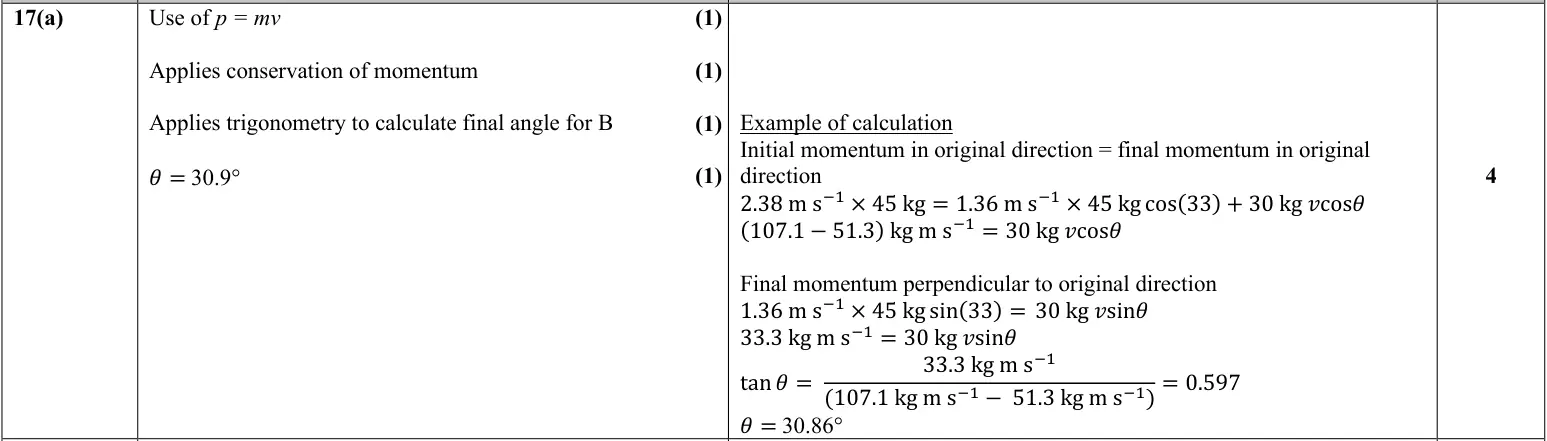 17(a)
Use of p = mv (1)
Applies conservation of momentum (1)
Applies trigonometry to calculate final angle for B (1)
θ = 30.9° (1)
Example of calculation
Initial momentum in original direction = final momentum in original
direction
2.38 m s⁻¹ × 45 kg = 1.36 m s⁻¹ × 45 kg cos(33) + 30 kg 𝑣cosθ
(107.1 − 51.3) kg m s⁻¹ = 30 kg 𝑣cosθ
Final momentum perpendicular to original direction
1.36 m s⁻¹ × 45 kg sin(33) = 30 kg 𝑣sinθ
33.3 kg m s⁻¹ = 30 kg 𝑣sinθ
tan θ = 33.3 kg m s⁻¹ / (107.1 kg m s⁻¹ − 51.3 kg m s⁻¹) = 0.597
θ = 30.86°
4